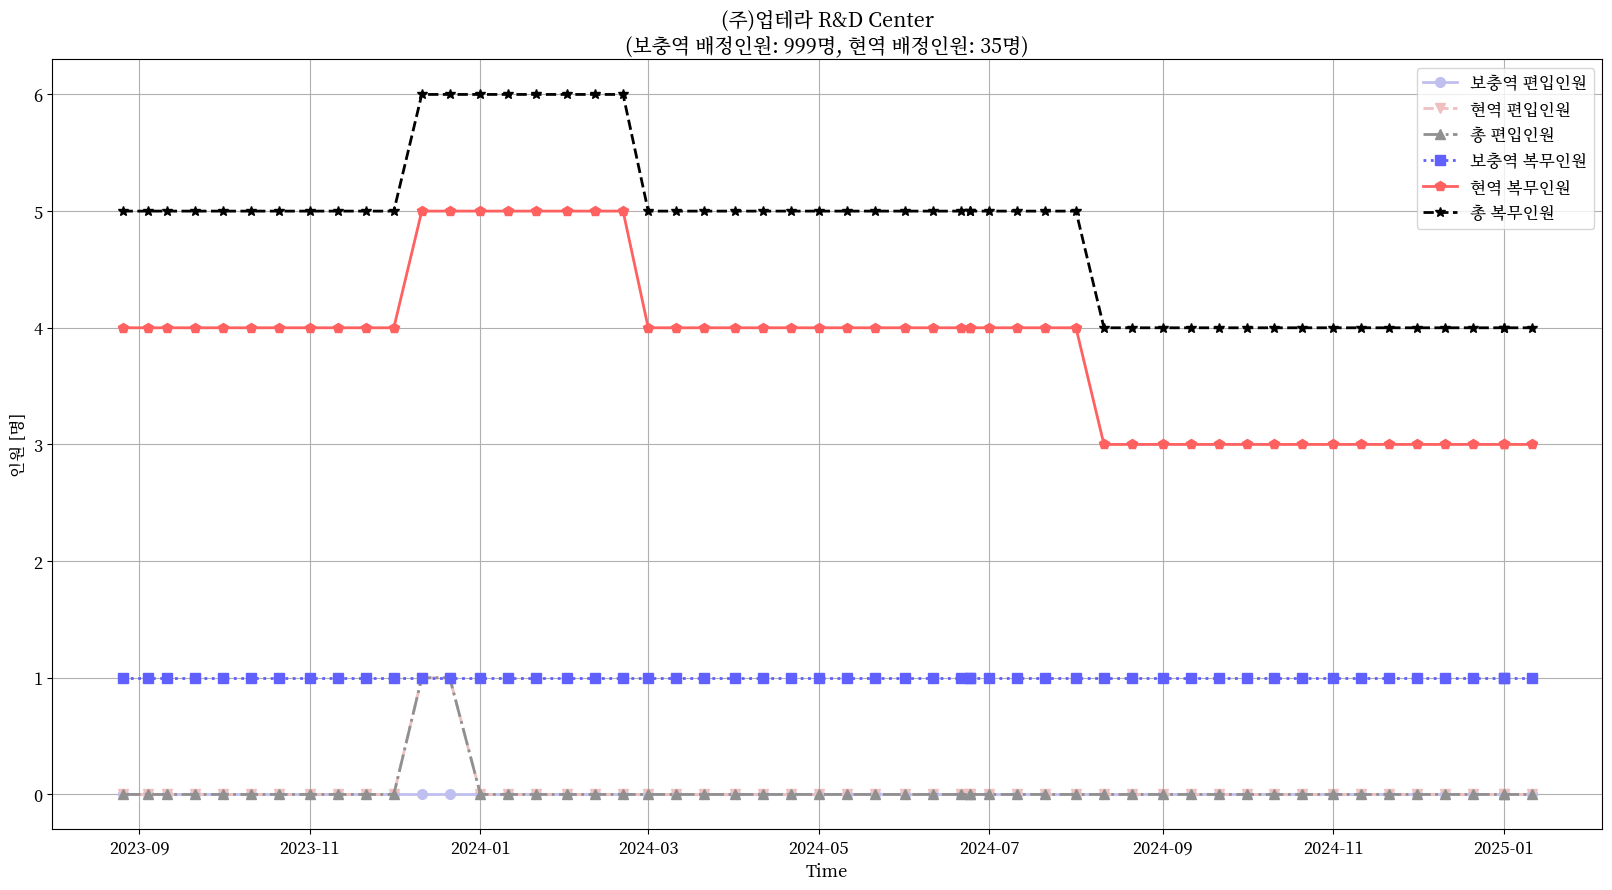 (주)업테라 R&D Center
(보충역 배정인원: 999명, 현역 배정인원: 35명)
보충역 편입인원
현역 편입인원
총 편입인원
보충역 복무인원
현역 복무인원
총 복무인원
인원 [명]
6
5
4
3
2
1
0
2023-09
2023-11
2024-01
2024-03
2024-05
2024-07
2024-09
2024-11
2025-01
Time